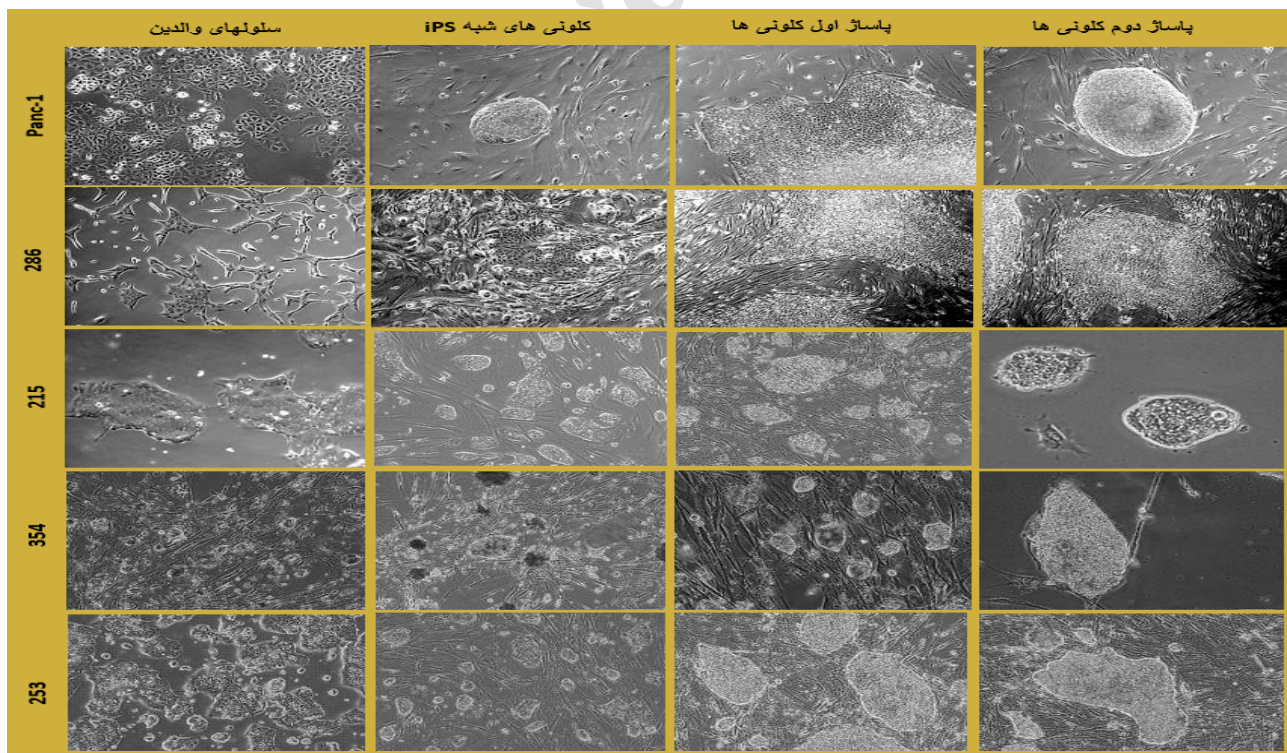 سلولهای والدین
کلونی های شبه iPS
پاساژ اول کلونی ها
پاساژ دوم کلونی ها
Panc-1
286
215
354
253